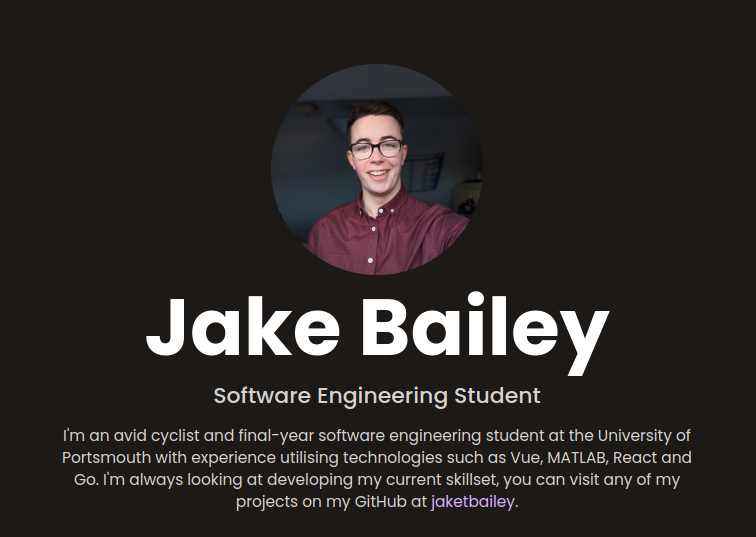 Jake Bailey
Software Engineering Student
I'm an avid cyclist and final-year software engineering student at the University of
Portsmouth with experience utilising technologies such as Vue, MATLAB, React and
Go. I'm always looking at developing my current skillset, you can visit any of my
projects on my GitHub at jaketbailey.